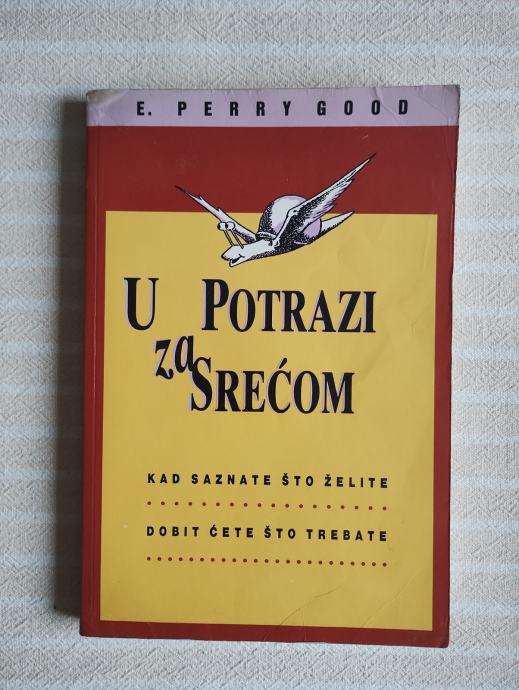 E. PERRY GOOD
U POTRAZI
za
SREĆOM
KAD SAZNATE ŠTO ŽELITE
DOBIT ĆETE ŠTO TREBATE